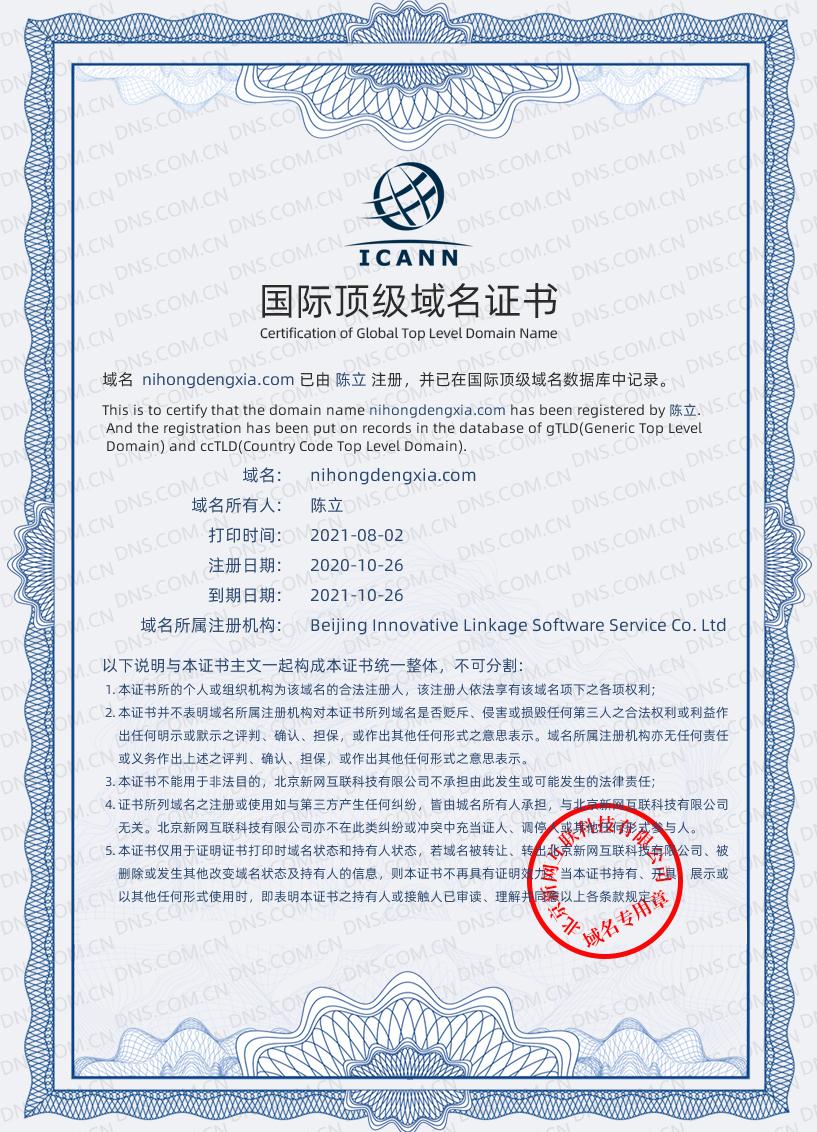 ICANN
国际顶级域名证书
Certification of Global Top Level Domain Name
域名 nihongdengxia.com 已由 陈立 注册，并已在国际顶级域名数据库中记录。
This is to certify that the domain name nihongdengxia.com has been registered by 陈立.
And the registration has been put on records in the database of gTLD(Generic Top Level
Domain) and ccTLD(Country Code Top Level Domain).
域名： nihongdengxia.com
域名所有人： 陈立
打印时间： 2021-08-02
注册日期： 2020-10-26
到期日期： 2021-10-26
域名所属注册机构： Beijing Innovative Linkage Software Service Co. Ltd
以下说明与本证书主文一起构成本证书统一整体，不可分割：
1. 本证书所的个人或组织机构为该域名的合法注册人，该注册人依法享有该域名项下之各项权利；
2. 本证书并不表明域名所属注册机构对本证书所列域名是否贬斥、侵害或损毁任何第三人之合法权利或利益作
出任何明示或默示之评判、确认、担保，或作出其他任何形式之意思表示。域名所属注册机构亦无任何责任
或义务作出上述之评判、确认、担保，或作出其他任何形式之意思表示。
3. 本证书不能用于非法目的，北京新网互联科技有限公司不承担由此发生或可能发生的法律责任；
4. 证书所列域名之注册或使用如与第三方产生任何纠纷，皆由域名所有人承担，与北京新网互联科技有限公司
无关。北京新网互联科技有限公司亦不在此类纠纷或冲突中充当证人、调停人或其他任何形式参与人。
5. 本证书仅用于证明证书打印时域名状态和持有人状态，若域名被转让、转出北京新网互联科技有限公司、被
删除或发生其他改变域名状态及持有人的信息，则本证书不再具有证明效力。当本证书持有、开具、展示或
以其他任何形式使用时，即表明本证书之持有人或接触人已审读、理解并同意以上各条款规定。
北京新网互联科技有限公司
域名专用章
DNS.COM.CN